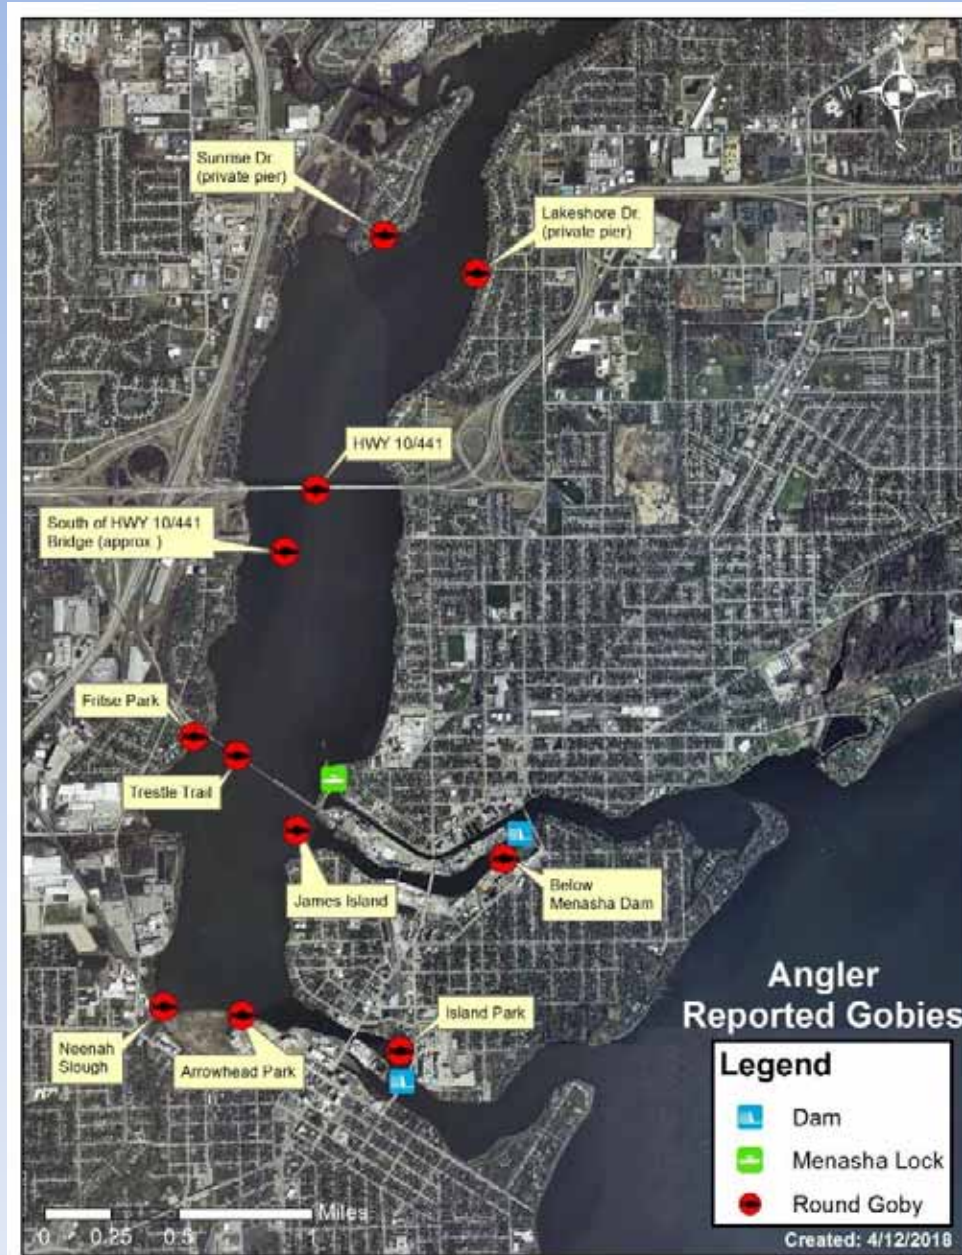 Sunrise Dr
(private pier)
Lakeshore Dr.
(private pier)
HWY 10/441
South of HWY 10/441
Bridge (approx.)
Fritse Park
Trestle Trail
James Island
Below
Menasha Dam
Neenah
Slough
Arrowhead Park
Island Park
Angler
Reported Gobies
Legend
Dam
Menasha Lock
Round Goby
0 0.25 0.5 1 Miles
Created: 4/12/2018